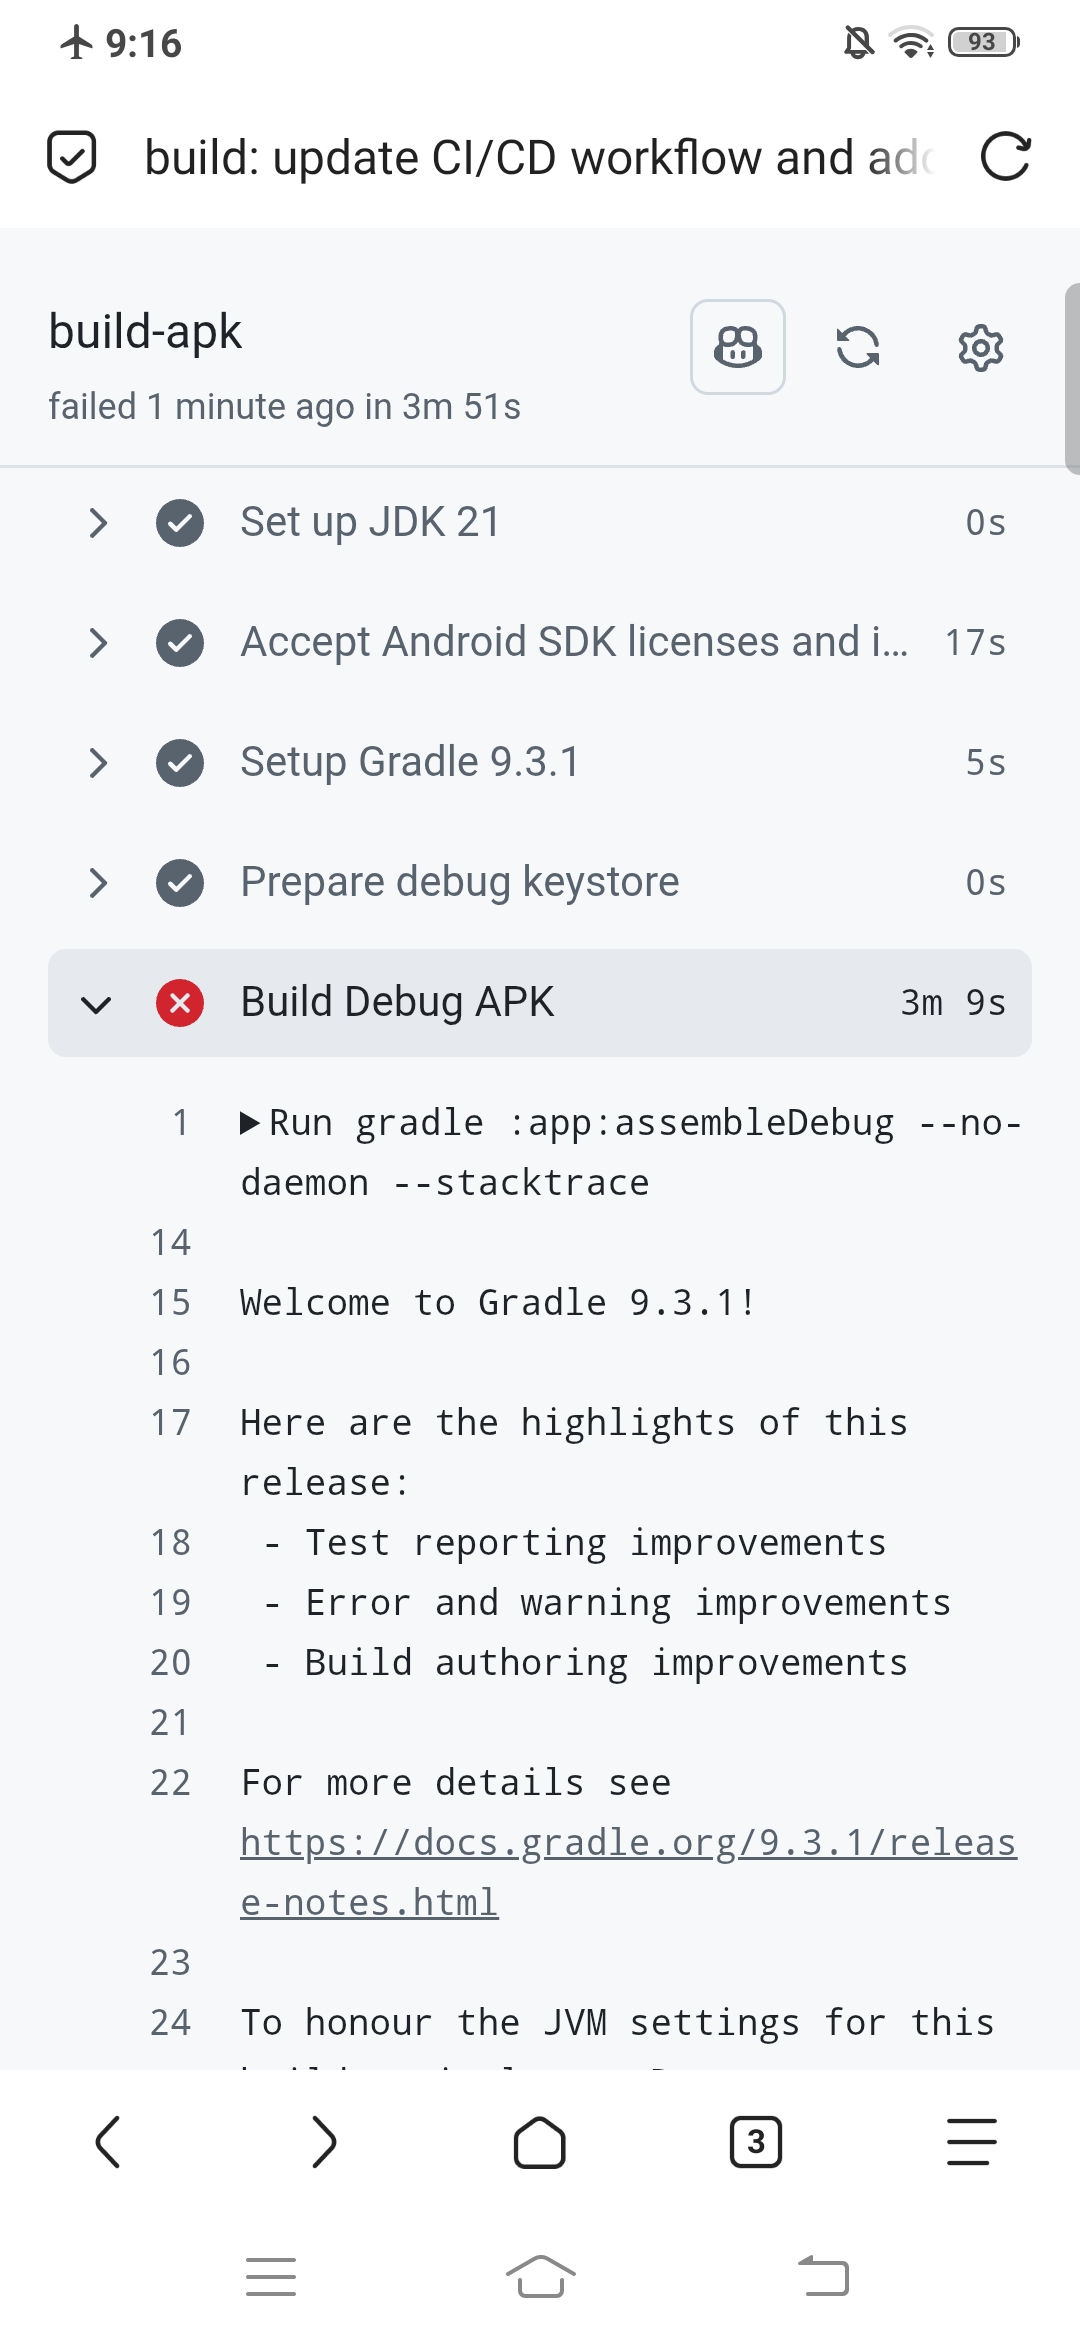 9:16
93
build: update CI/CD workflow and add
build-apk
failed 1 minute ago in 3m 51s
Set up JDK 21 0s
Accept Android SDK licenses and i... 17s
Setup Gradle 9.3.1 5s
Prepare debug keystore 0s
Build Debug APK 3m 9s
1 ▶Run gradle :app:assembleDebug --no-
daemon --stacktrace
14
15 Welcome to Gradle 9.3.1!
16
17 Here are the highlights of this
release:
18 - Test reporting improvements
19 - Error and warning improvements
20 - Build authoring improvements
21
22 For more details see
https://docs.gradle.org/9.3.1/releas
e-notes.html
23
24 To honour the JVM settings for this
3